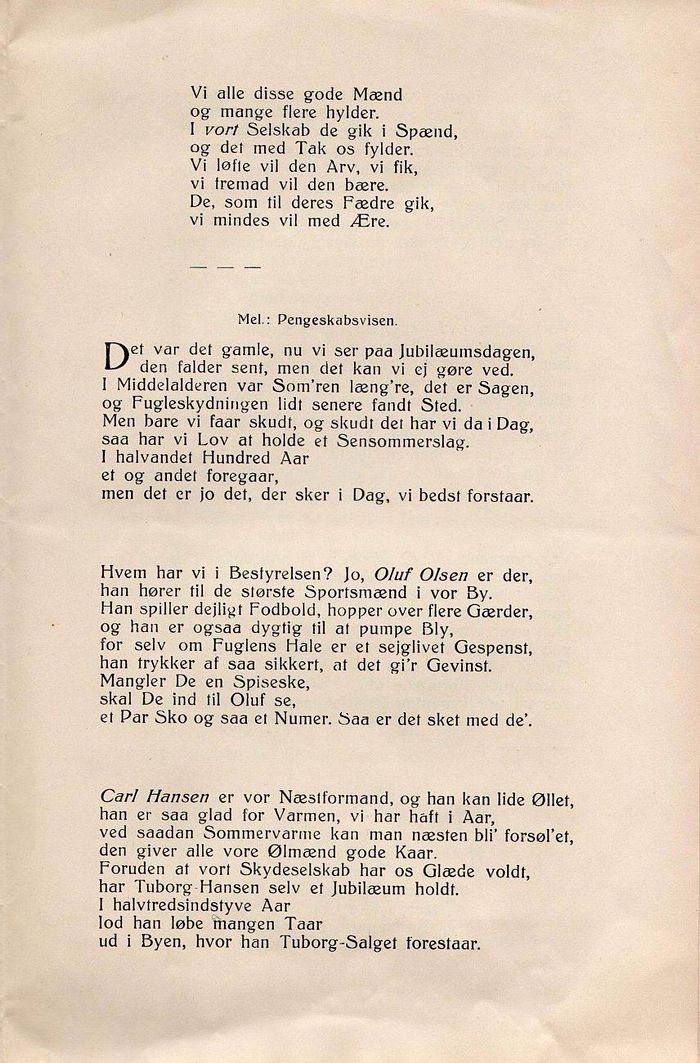 Vi alle disse gode Mænd
og mange flere hylder.
I vort Selskab de gik i Spænd,
og det med Tak os fylder.
Vi løfte vil den Arv, vi fik,
vi fremad vil den bære.
De, som til deres Fædre gik,
vi mindes vil med Ære.
— — —
Mel.: Pengeskabsvisen.
Det var det gamle, nu vi ser paa Jubilæumsdagen,
den falder sent, men det kan vi ej gøre ved.
I Middelalderen var Som'ren læng're, det er Sagen,
og Fugleskydningen lidt senere fandt Sted.
Men bare vi faar skudt, og skudt det har vi da i Dag,
saa har vi Lov at holde et Sensommerslag.
I halvandet Hundred Aar
et og andet foregaar,
men det er jo det, der sker i Dag, vi bedst forstaar.
Hvem har vi i Bestyrelsen? Jo, Oluf Olsen er der,
han hører til de største Sportsmænd i vor By.
Han spiller dejligt Fodbold, hopper over flere Gærder,
og han er ogsaa dygtig til at pumpe Bly,
for selv om Fuglens Hale er et sejglivet Gespenst,
han trykker af saa sikkert, at det gi'r Gevinst.
Mangler De en Spiseske,
skal De ind til Oluf se,
et Par Sko og saa et Numer. Saa er det sket med de'.
Carl Hansen er vor Næstformand, og han kan lide Øllet,
han er saa glad for Varmen, vi har haft i Aar,
ved saadan Sommervarme kan man næsten bli' forsøl'et,
den giver alle vore Ølmænd gode Kaar.
Foruden at vort Skydeselskab har os Glæde voldt,
har Tuborg-Hansen selv et Jubilæum holdt.
I halvtredsindstyve Aar
lod han løbe mangen Taar
ud i Byen, hvor han Tuborg-Salget forestaar.